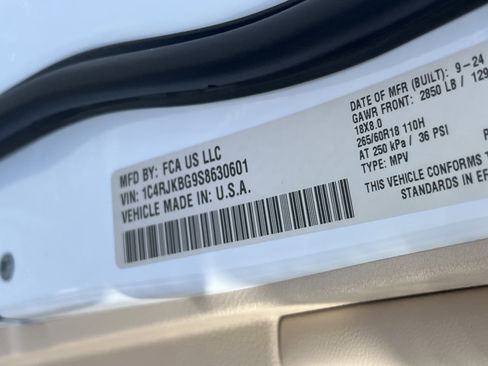 MFD BY: FCA US LLC
VIN: 1C4RJKBG9S8630601
VEHICLE MADE IN: U.S.A.
DATE OF MFR (BUILT): 9-24
GAWR FRONT: 2850 LB / 129
18X8.0
265/60R18 110H
AT 250 kPa / 36 PSI
TYPE: MPV
THIS VEHICLE CONFORMS
STANDARDS IN